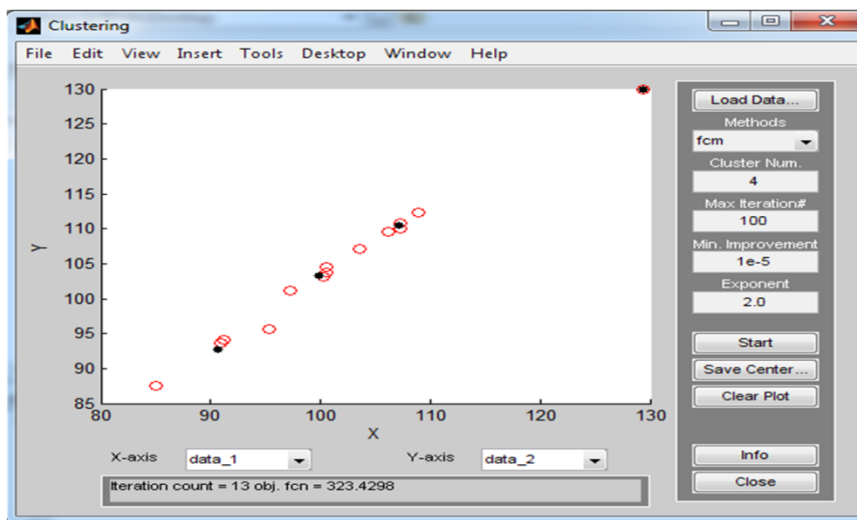 Clustering
File Edit View Insert Tools Desktop Window Help
130
125
120
115
110
105
100
95
90
85
Y
80 90 100 110 120 130
X
X-axis data_1 Y-axis data_2
Iteration count = 13 obj. fcn = 323.4298
Load Data...
Methods
fcm
Cluster Num.
4
Max Iteration#
100
Min. Improvement
1e-5
Exponent
2.0
Start
Save Center...
Clear Plot
Info
Close